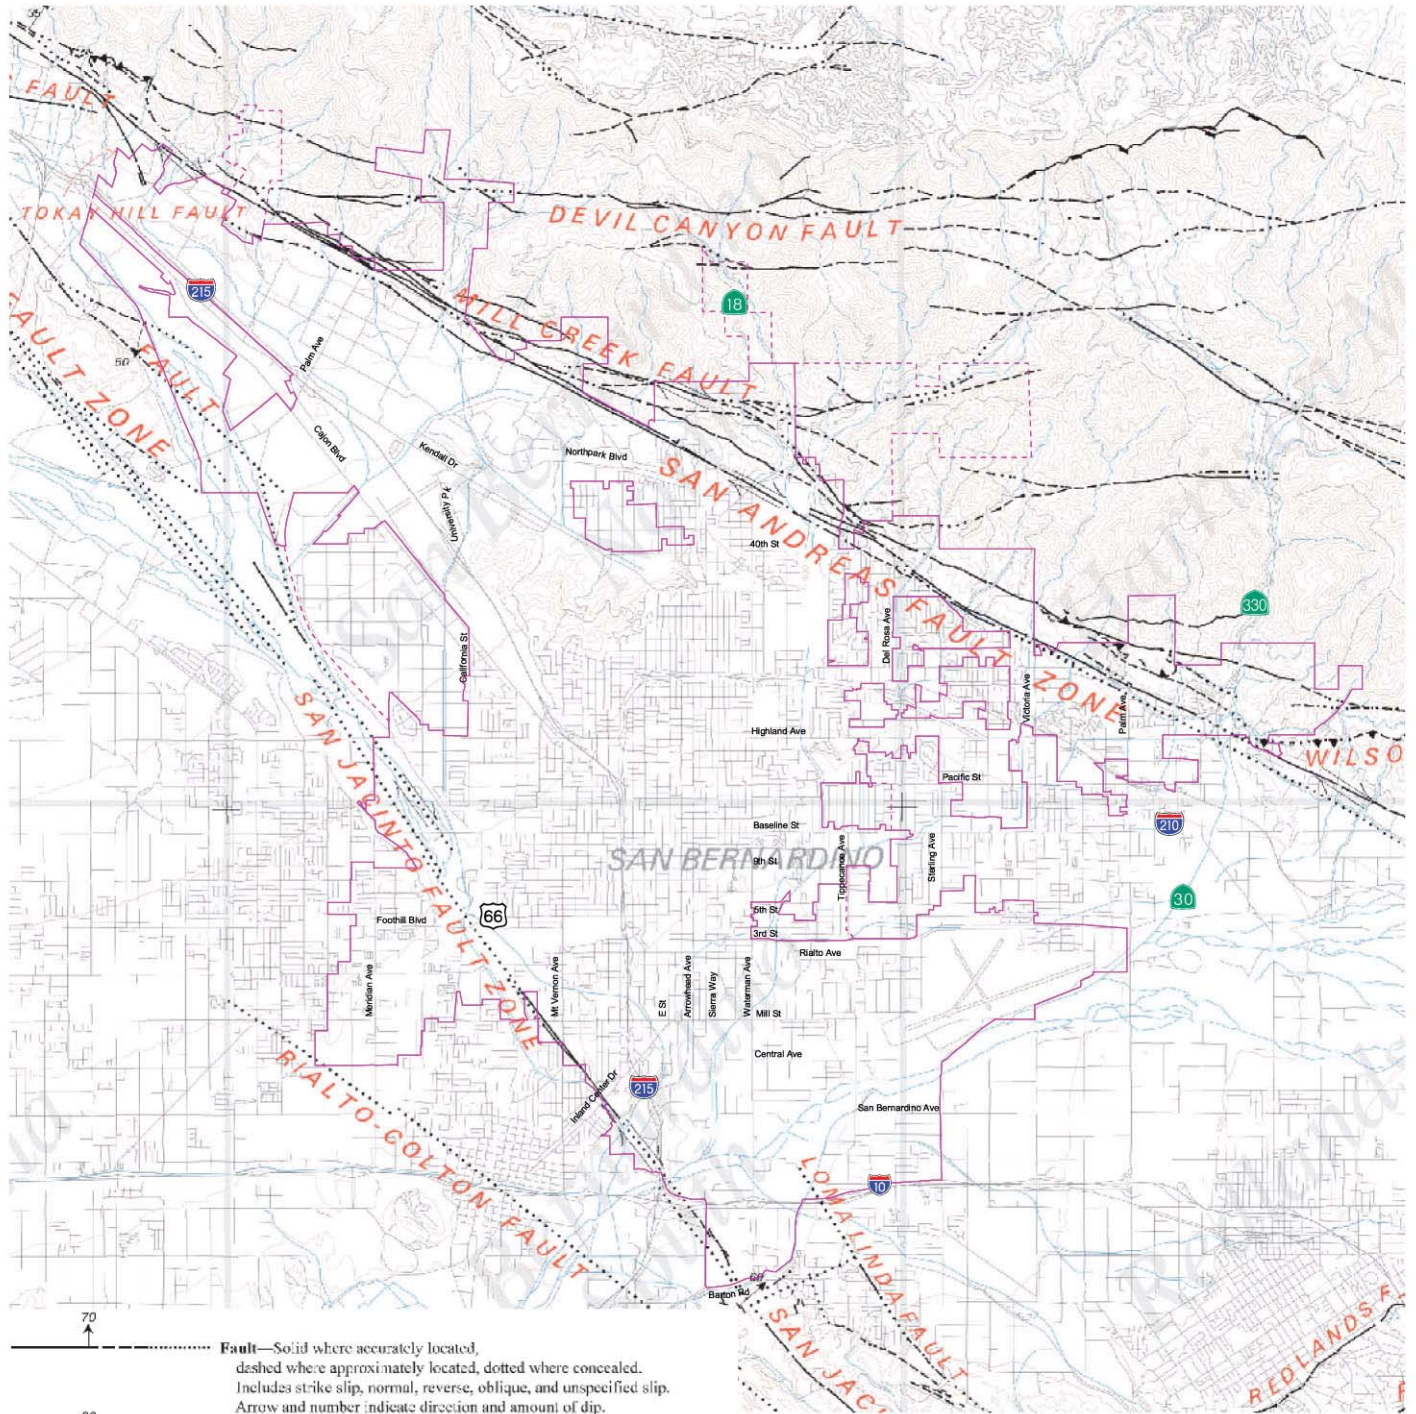 FAULT
TOKAY HILL FAULT
DEVIL CANYON FAULT
215
18
MILL CREEK FAULT
FAULT ZONE
50
FAULT
Palm Ave
Cajon Blvd
Kendall Dr
University Pk
Northpark Blvd
SAN ANDREAS FAULT ZONE
40th St
330
Del Rosa Ave
California St
Victoria Ave
Palm Ave
SAN JACINTO FAULT ZONE
Highland Ave
WILSO
Pacific St
Baseline St
210
SAN BERNARDINO
9th St
Tippecanoe Ave
Sterling Ave
30
66
Foothill Blvd
5th St
3rd St
Rialto Ave
Meridian Ave
Mt Vernon Ave
E St
Arrowhead Ave
Sierra Way
Waterman Ave
Mill St
RIALTO-COLTON FAULT
Central Ave
215
Inland Center Dr
San Bernardino Ave
LOMA LINDA FAULT
10
Barton Rd
SAN JAC
REDLANDS F
70
Fault—Solid where accurately located,
dashed where approximately located, dotted where concealed.
Includes strike slip, normal, reverse, oblique, and unspecified slip.
Arrow and number indicate direction and amount of dip.